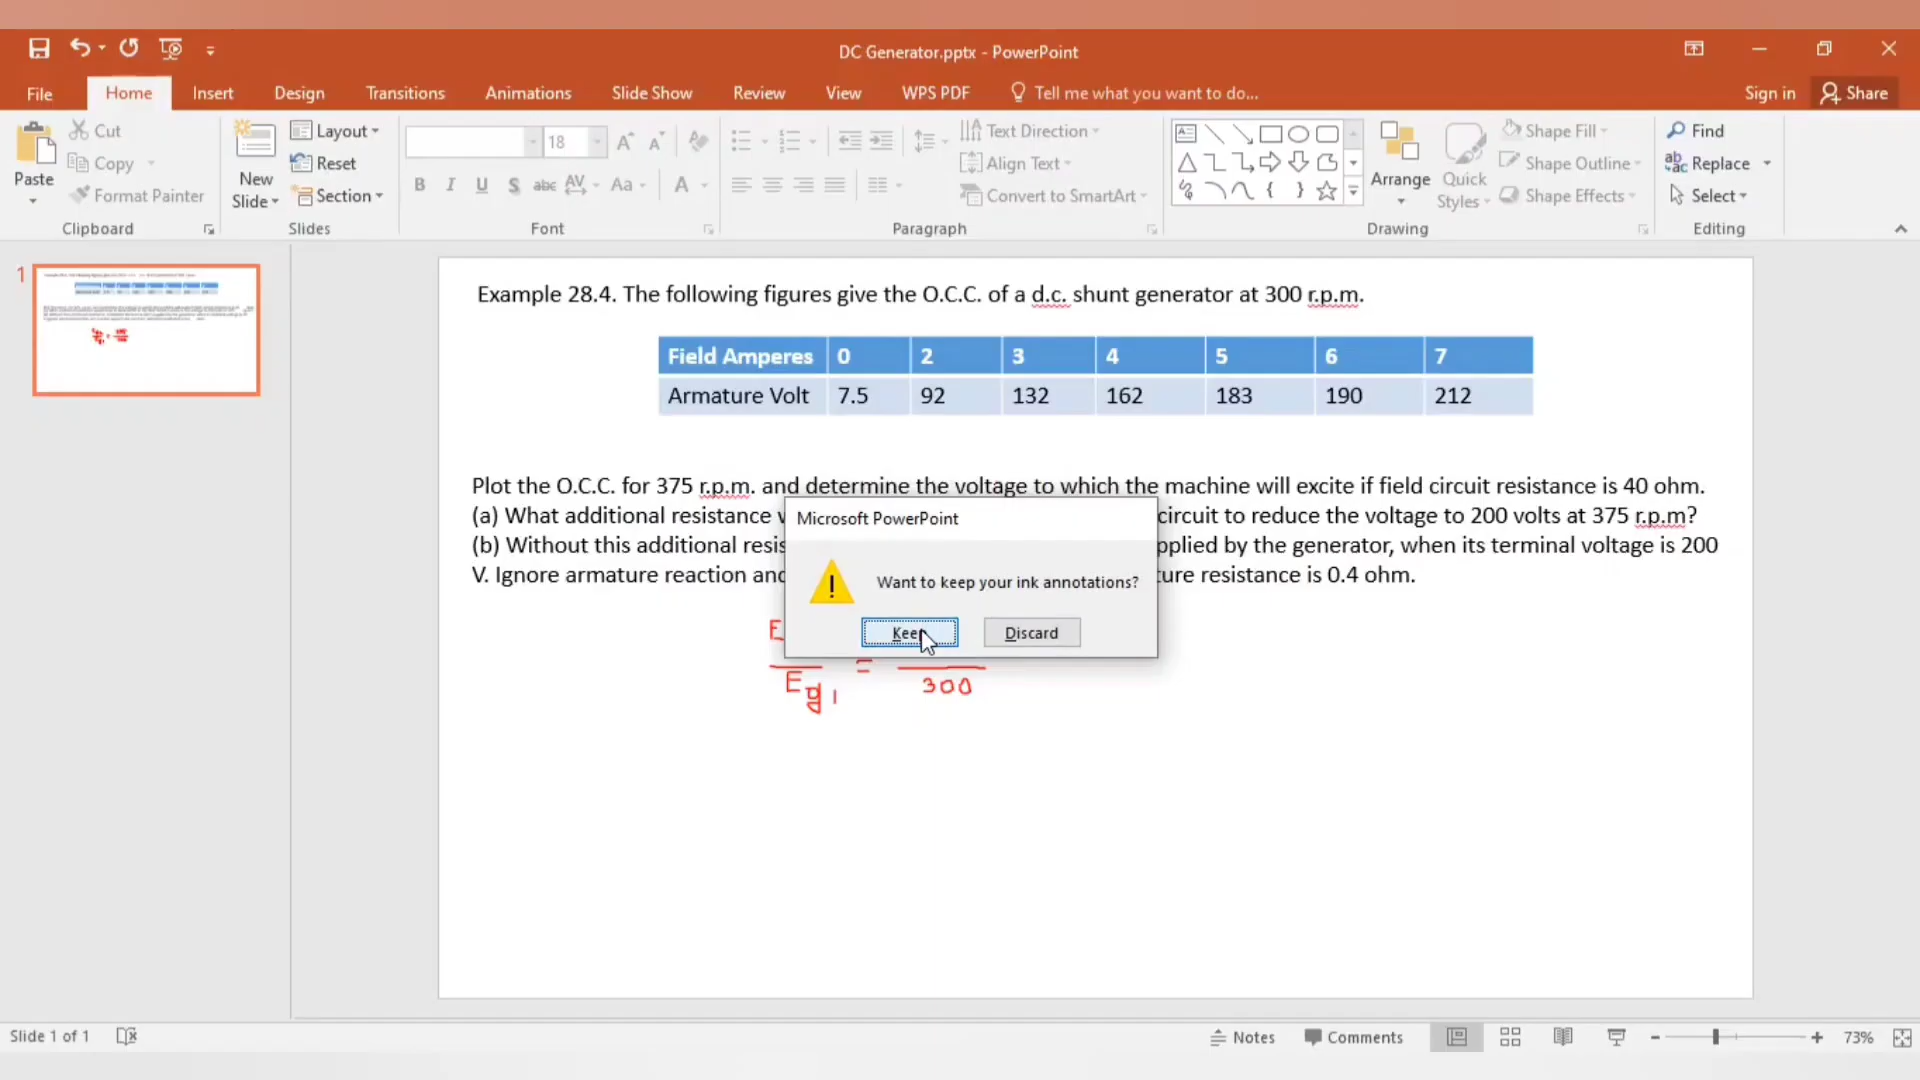 DC Generator.pptx - PowerPoint
File Home Insert Design Transitions Animations Slide Show Review View WPS PDF Tell me what you want to do... Sign in Share
Paste
Cut
Copy
Format Painter
Clipboard
New
Slide
Layout
Reset
Section
Slides
18
B I U S abc AV Aa A
Font
Text Direction
Align Text
Convert to SmartArt
Paragraph
Arrange
Quick
Styles
Shape Fill
Shape Outline
Shape Effects
Drawing
Find
Replace
Select
Editing
1
Example 28.4. The following figures give the O.C.C. of a d.c. shunt generator at 300 r.p.m.
Field Amperes 0 2 3 4 5 6 7
Armature Volt 7.5 92 132 162 183 190 212
Plot the O.C.C. for 375 r.p.m. and determine the voltage to which the machine will excite if field circuit resistance is 40 ohm.
(a) What additional resistance circuit to reduce the voltage to 200 volts at 375 r.p.m?
(b) Without this additional by the generator, when its terminal voltage is 200
V. Ignore armature reaction resistance is 0.4 ohm.
Microsoft PowerPoint
Want to keep your ink annotations?
Keep Discard
E
=
Eg1 300
Slide 1 of 1
Notes Comments 73%